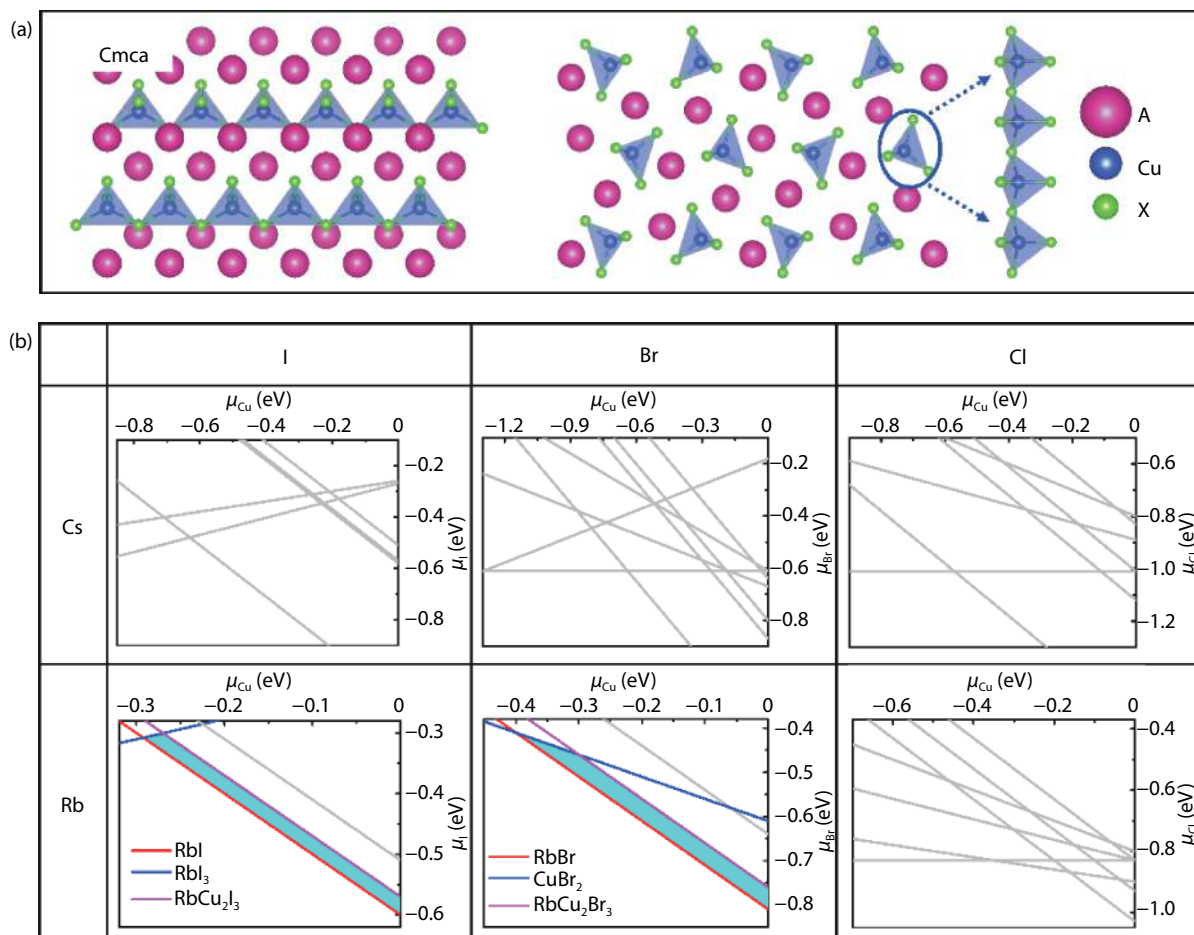 (a)
Cmca
A
Cu
X
(b)
I
Br
Cl
Cs
μCu (eV)
−0.8 −0.6 −0.4 −0.2 0
−0.2
−0.4
−0.6
−0.8
μI (eV)
μCu (eV)
−1.2 −0.9 −0.6 −0.3 0
−0.2
−0.4
−0.6
−0.8
μBr (eV)
μCu (eV)
−0.8 −0.6 −0.4 −0.2 0
−0.6
−0.8
−1.0
−1.2
μCl (eV)
Rb
μCu (eV)
−0.3 −0.2 −0.1 0
−0.3
−0.4
−0.5
−0.6
μI (eV)
RbI
RbI₃
RbCu₂I₃
μCu (eV)
−0.4 −0.3 −0.2 −0.1 0
−0.4
−0.5
−0.6
−0.7
−0.8
μBr (eV)
RbBr
CuBr₂
RbCu₂Br₃
μCu (eV)
−0.6 −0.4 −0.2 0
−0.4
−0.6
−0.8
−1.0
μCl (eV)